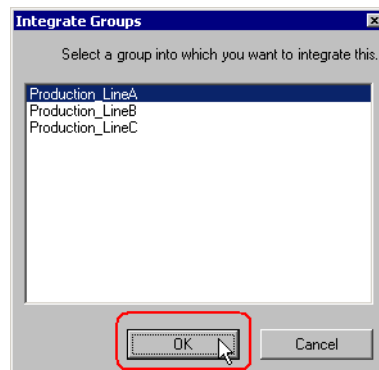 Integrate Groups
Select a group into which you want to integrate this.
Production_LineA
Production_LineB
Production_LineC
OK
Cancel